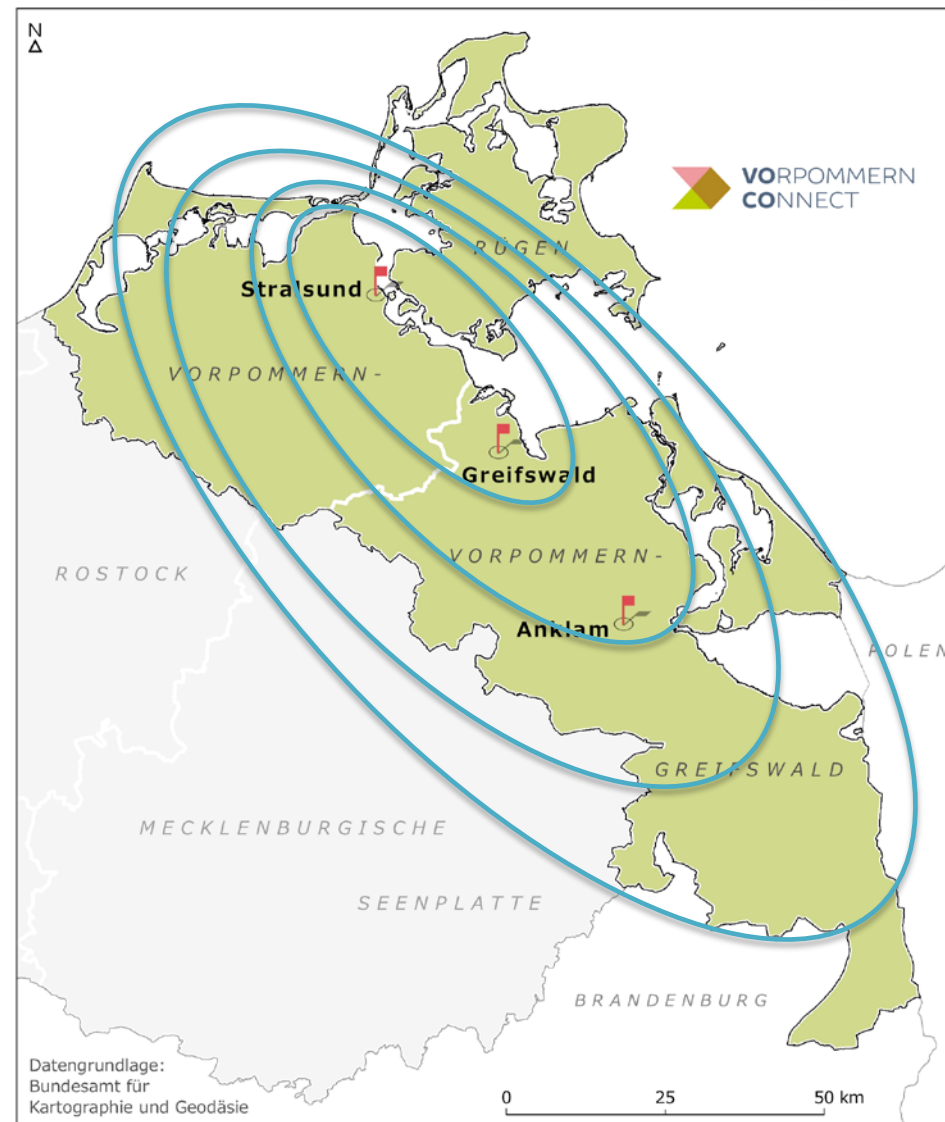 N
VORPOMMERN
CONNECT
RÜGEN
Stralsund
VORPOMMERN-
Greifswald
VORPOMMERN-
ROSTOCK
Anklam
POLEN
GREIFSWALD
MECKLENBURGISCHE
SEENPLATTE
BRANDENBURG
Datengrundlage:
Bundesamt für
Kartographie und Geodäsie
0 25 50 km